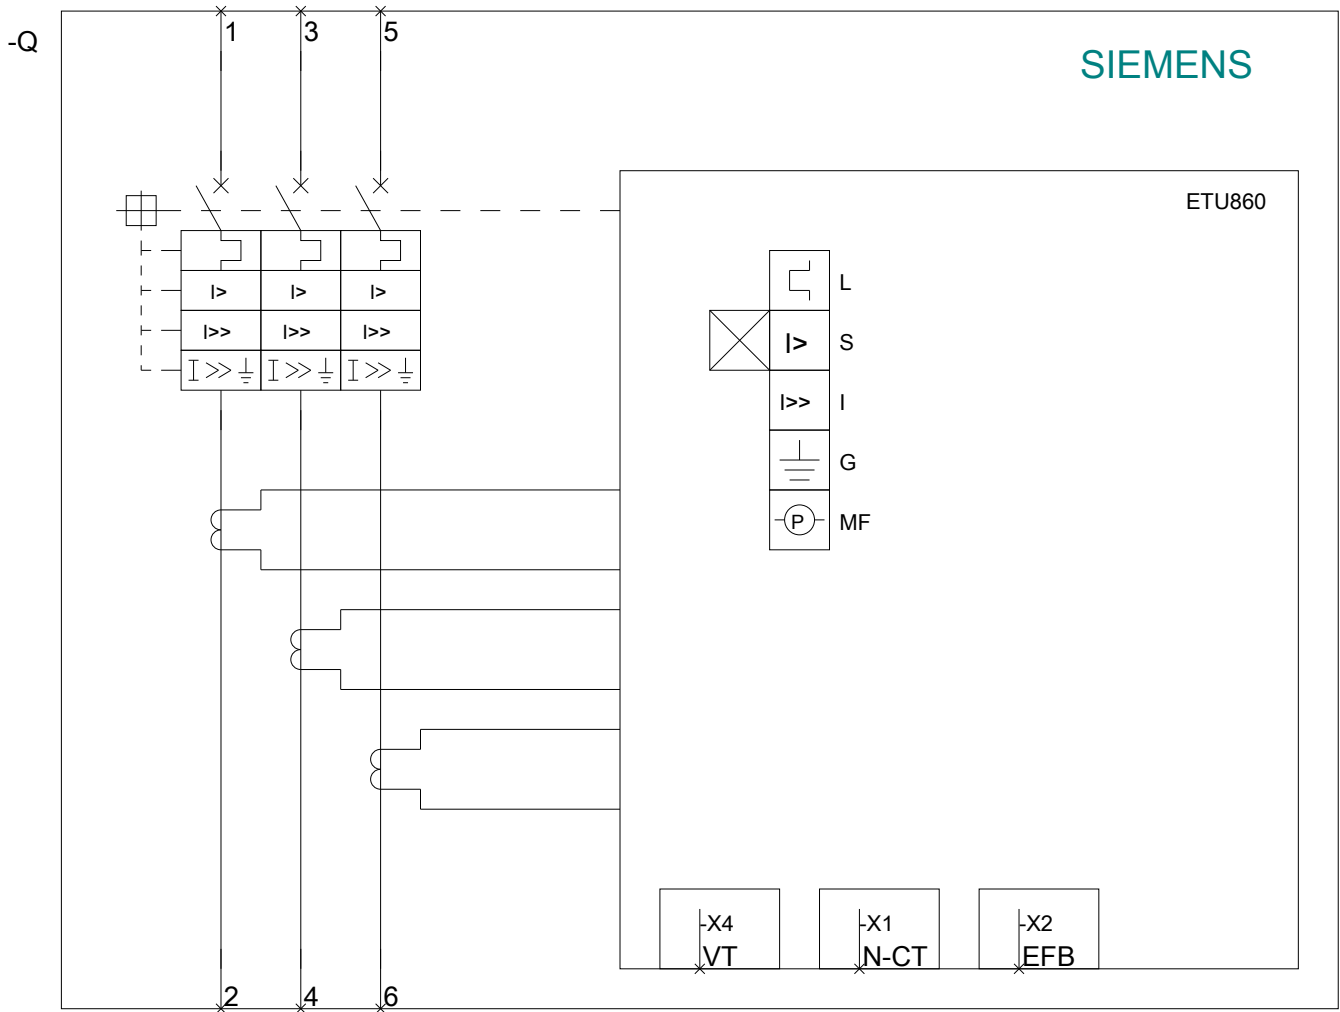 -Q
1 3 5
SIEMENS
ETU860
I> I> I>
I>> I>> I>>
I>> I>> I>>
L
I> S
I>> I
G
P MF
-X4 -X1 -X2
VT N-CT EFB
2 4 6